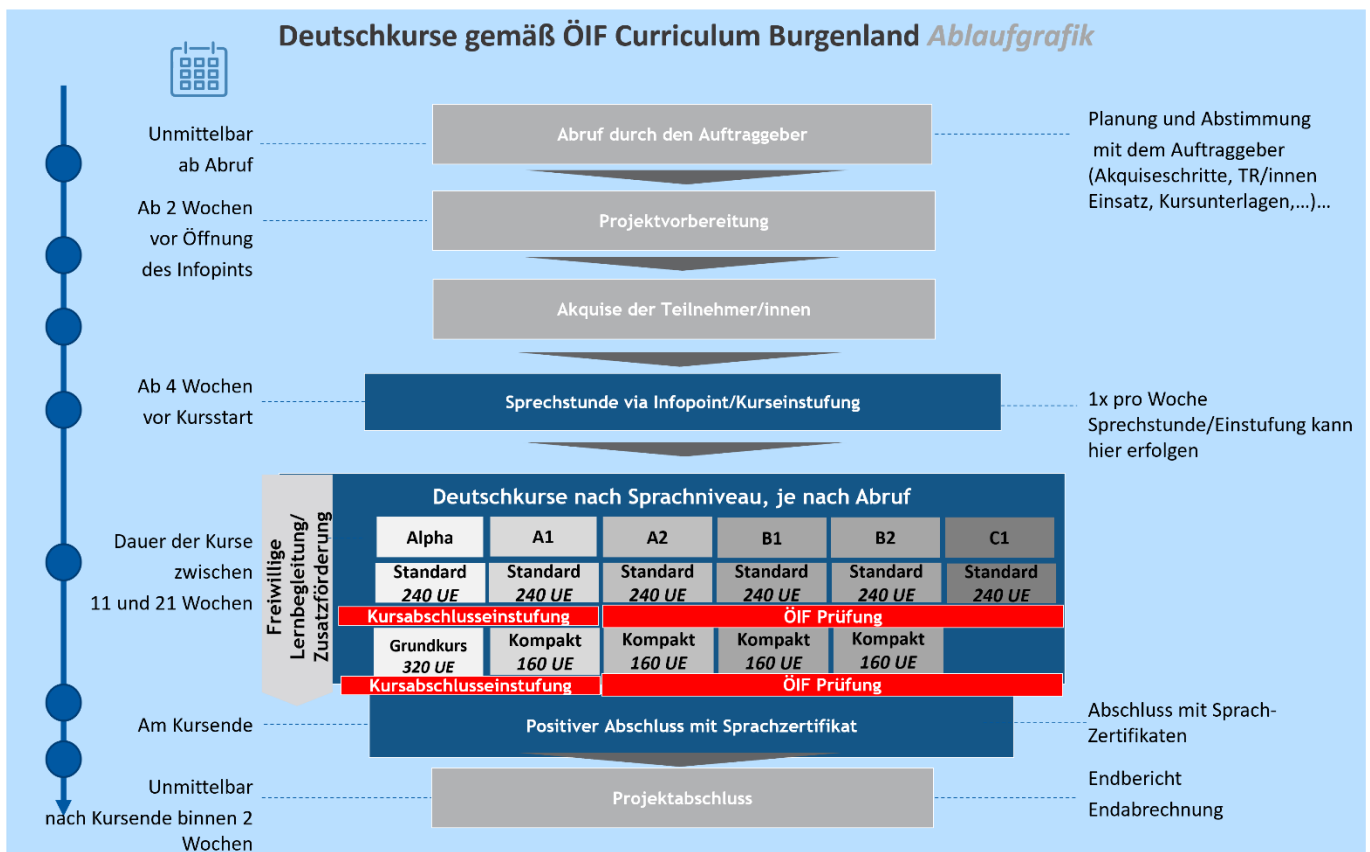 Deutschkurse gemäß ÖIF Curriculum Burgenland Ablaufgrafik
Unmittelbar
ab Abruf
Abruf durch den Auftraggeber
Planung und Abstimmung
mit dem Auftraggeber
(Akquiseschritte, TR/innen
Einsatz, Kursunterlagen,...)...
Ab 2 Wochen
vor Öffnung
des Infopints
Projektvorbereitung
Akquise der Teilnehmer/innen
Ab 4 Wochen
vor Kursstart
Sprechstunde via Infopoint/Kurseinstufung
1x pro Woche
Sprechstunde/Einstufung kann
hier erfolgen
Dauer der Kurse
zwischen
11 und 21 Wochen
Freiwillige
Lernbegleitung/
Zusatzförderung
Deutschkurse nach Sprachniveau, je nach Abruf
Alpha A1 A2 B1 B2 C1
Standard Standard Standard Standard Standard Standard
240 UE 240 UE 240 UE 240 UE 240 UE 240 UE
Kursabschlusseinstufung ÖIF Prüfung
Grundkurs Kompakt Kompakt Kompakt Kompakt
320 UE 160 UE 160 UE 160 UE 160 UE
Kursabschlusseinstufung ÖIF Prüfung
Am Kursende
Positiver Abschluss mit Sprachzertifikat
Abschluss mit Sprach-
Zertifikaten
Unmittelbar
nach Kursende binnen 2
Wochen
Projektabschluss
Endbericht
Endabrechnung